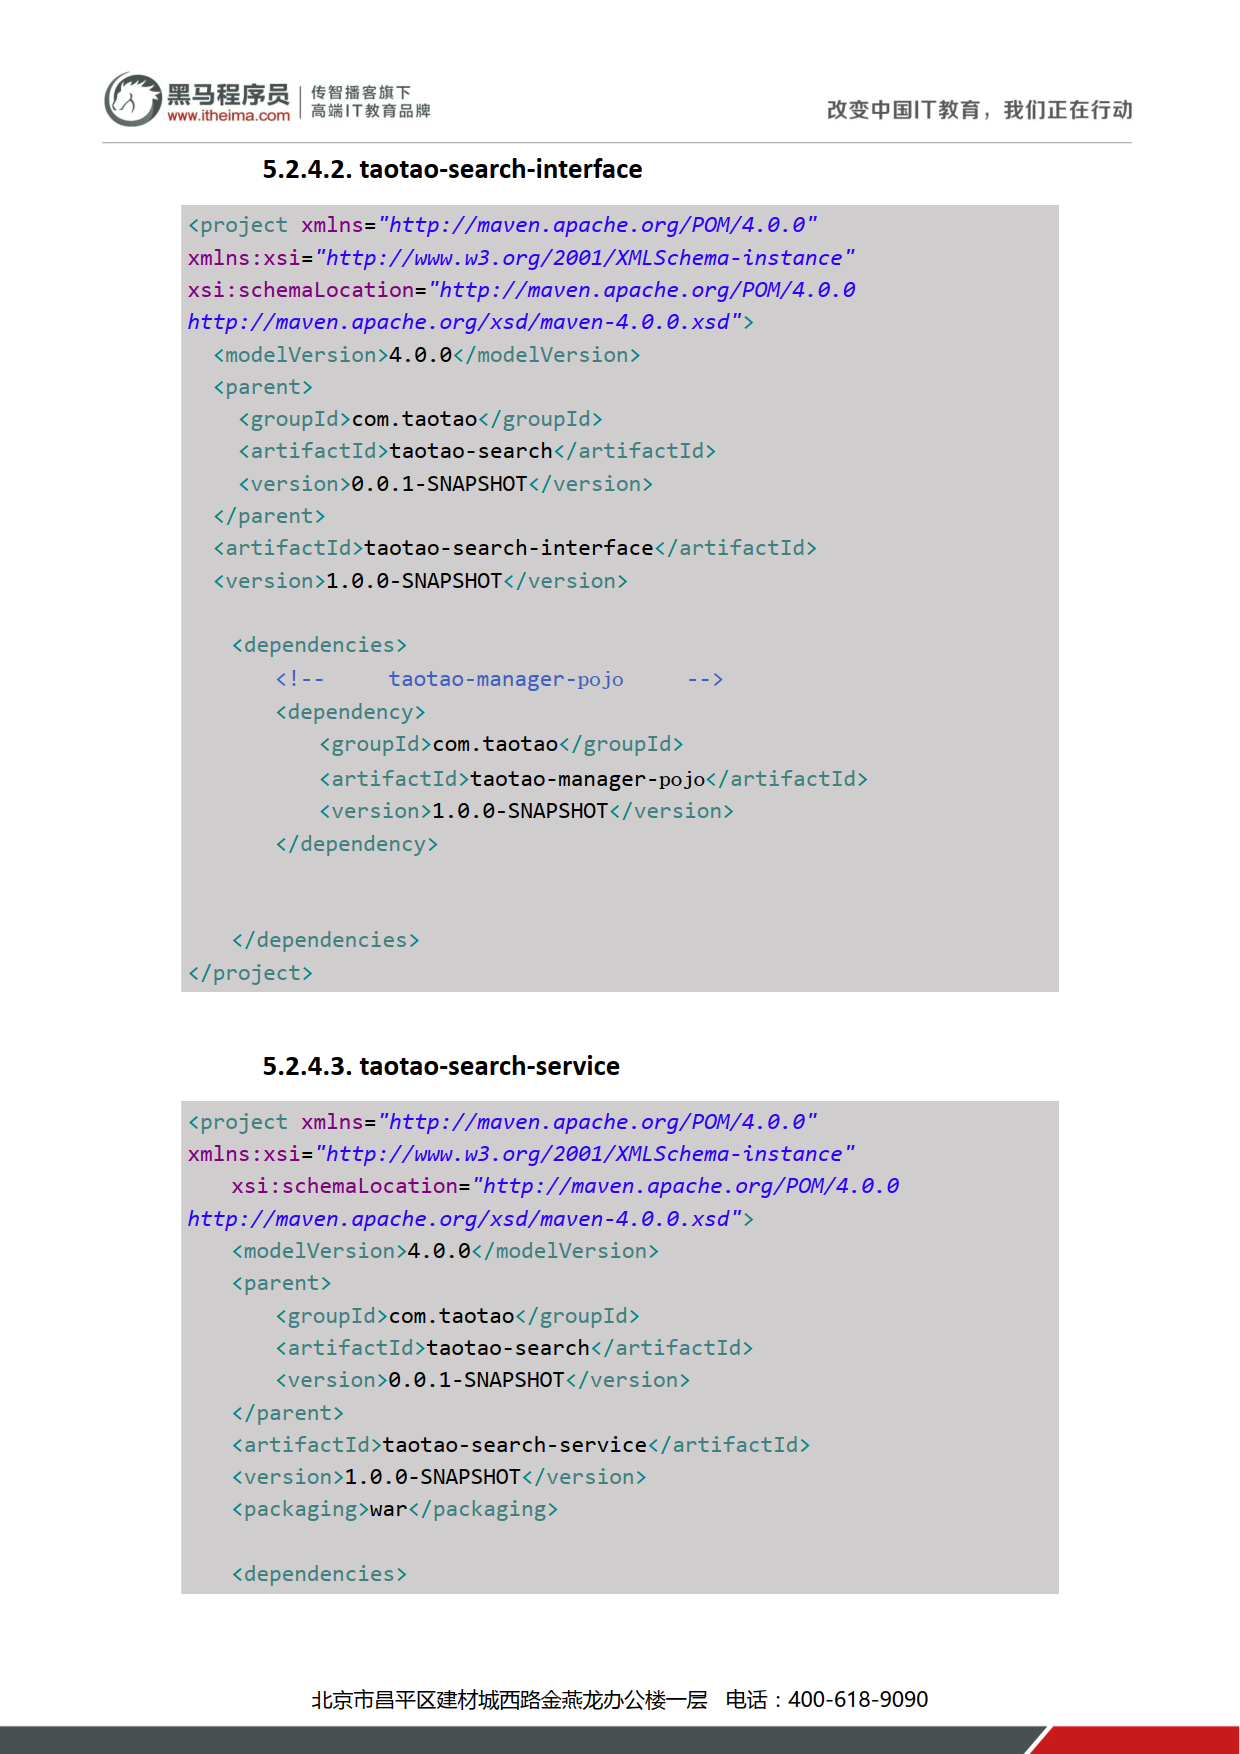 黑马程序员
www.itheima.com
传智播客旗下
高端IT教育品牌
改变中国IT教育，我们正在行动
5.2.4.2. taotao-search-interface
<project xmlns="http://maven.apache.org/POM/4.0.0"
xmlns:xsi="http://www.w3.org/2001/XMLSchema-instance"
xsi:schemaLocation="http://maven.apache.org/POM/4.0.0
http://maven.apache.org/xsd/maven-4.0.0.xsd">
<modelVersion>4.0.0</modelVersion>
<parent>
<groupId>com.taotao</groupId>
<artifactId>taotao-search</artifactId>
<version>0.0.1-SNAPSHOT</version>
</parent>
<artifactId>taotao-search-interface</artifactId>
<version>1.0.0-SNAPSHOT</version>
<dependencies>
<!-- taotao-manager-pojo -->
<dependency>
<groupId>com.taotao</groupId>
<artifactId>taotao-manager-pojo</artifactId>
<version>1.0.0-SNAPSHOT</version>
</dependency>
</dependencies>
</project>
5.2.4.3. taotao-search-service
<project xmlns="http://maven.apache.org/POM/4.0.0"
xmlns:xsi="http://www.w3.org/2001/XMLSchema-instance"
xsi:schemaLocation="http://maven.apache.org/POM/4.0.0
http://maven.apache.org/xsd/maven-4.0.0.xsd">
<modelVersion>4.0.0</modelVersion>
<parent>
<groupId>com.taotao</groupId>
<artifactId>taotao-search</artifactId>
<version>0.0.1-SNAPSHOT</version>
</parent>
<artifactId>taotao-search-service</artifactId>
<version>1.0.0-SNAPSHOT</version>
<packaging>war</packaging>
<dependencies>
北京市昌平区建材城西路金燕龙办公楼一层 电话：400-618-9090